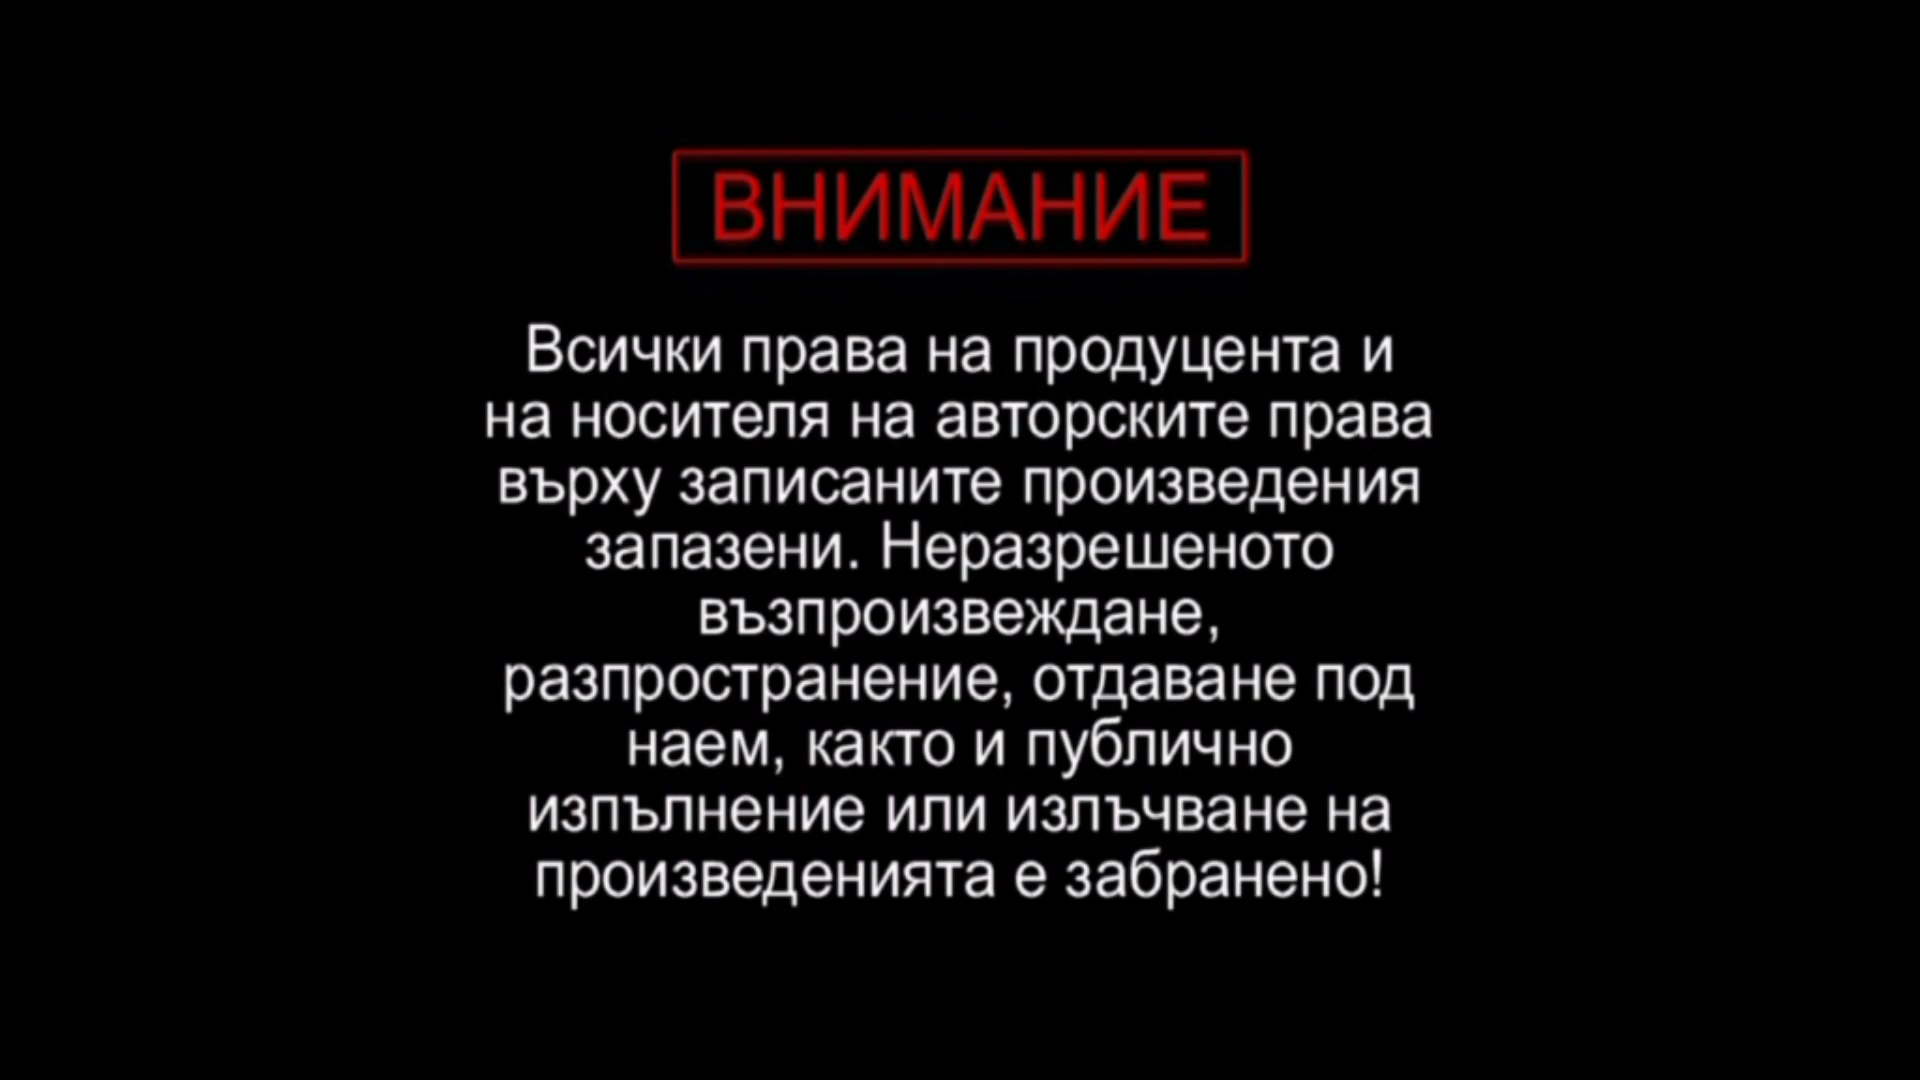 ВНИМАНИЕ
Всички права на продуцента и
на носителя на авторските права
върху записаните произведения
запазени. Неразрешеното
възпроизвеждане,
разпространение, отдаване под
наем, както и публично
изпълнение или излъчване на
произведенията е забранено!